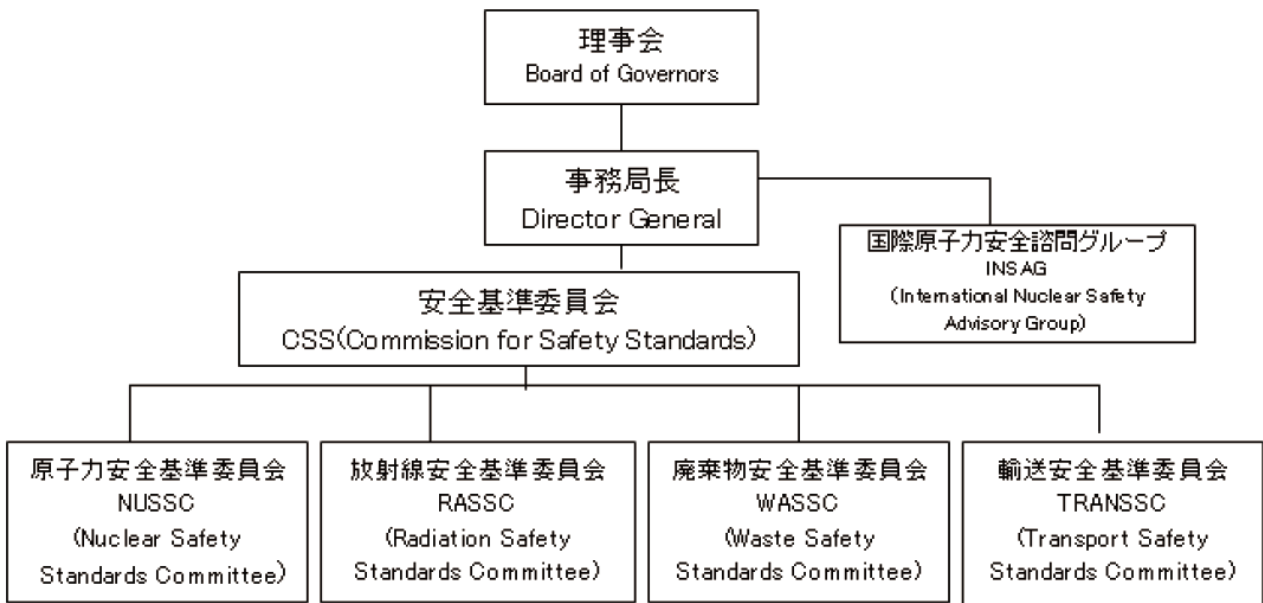 理事会
Board of Governors
事務局長
Director General
国際原子力安全諮問グループ
INSAG
(International Nuclear Safety
Advisory Group)
安全基準委員会
CSS(Commission for Safety Standards)
原子力安全基準委員会
NUSSC
(Nuclear Safety
Standards Committee)
放射線安全基準委員会
RASSC
(Radiation Safety
Standards Committee)
廃棄物安全基準委員会
WASSC
(Waste Safety
Standards Committee)
輸送安全基準委員会
TRANSSC
(Transport Safety
Standards Committee)